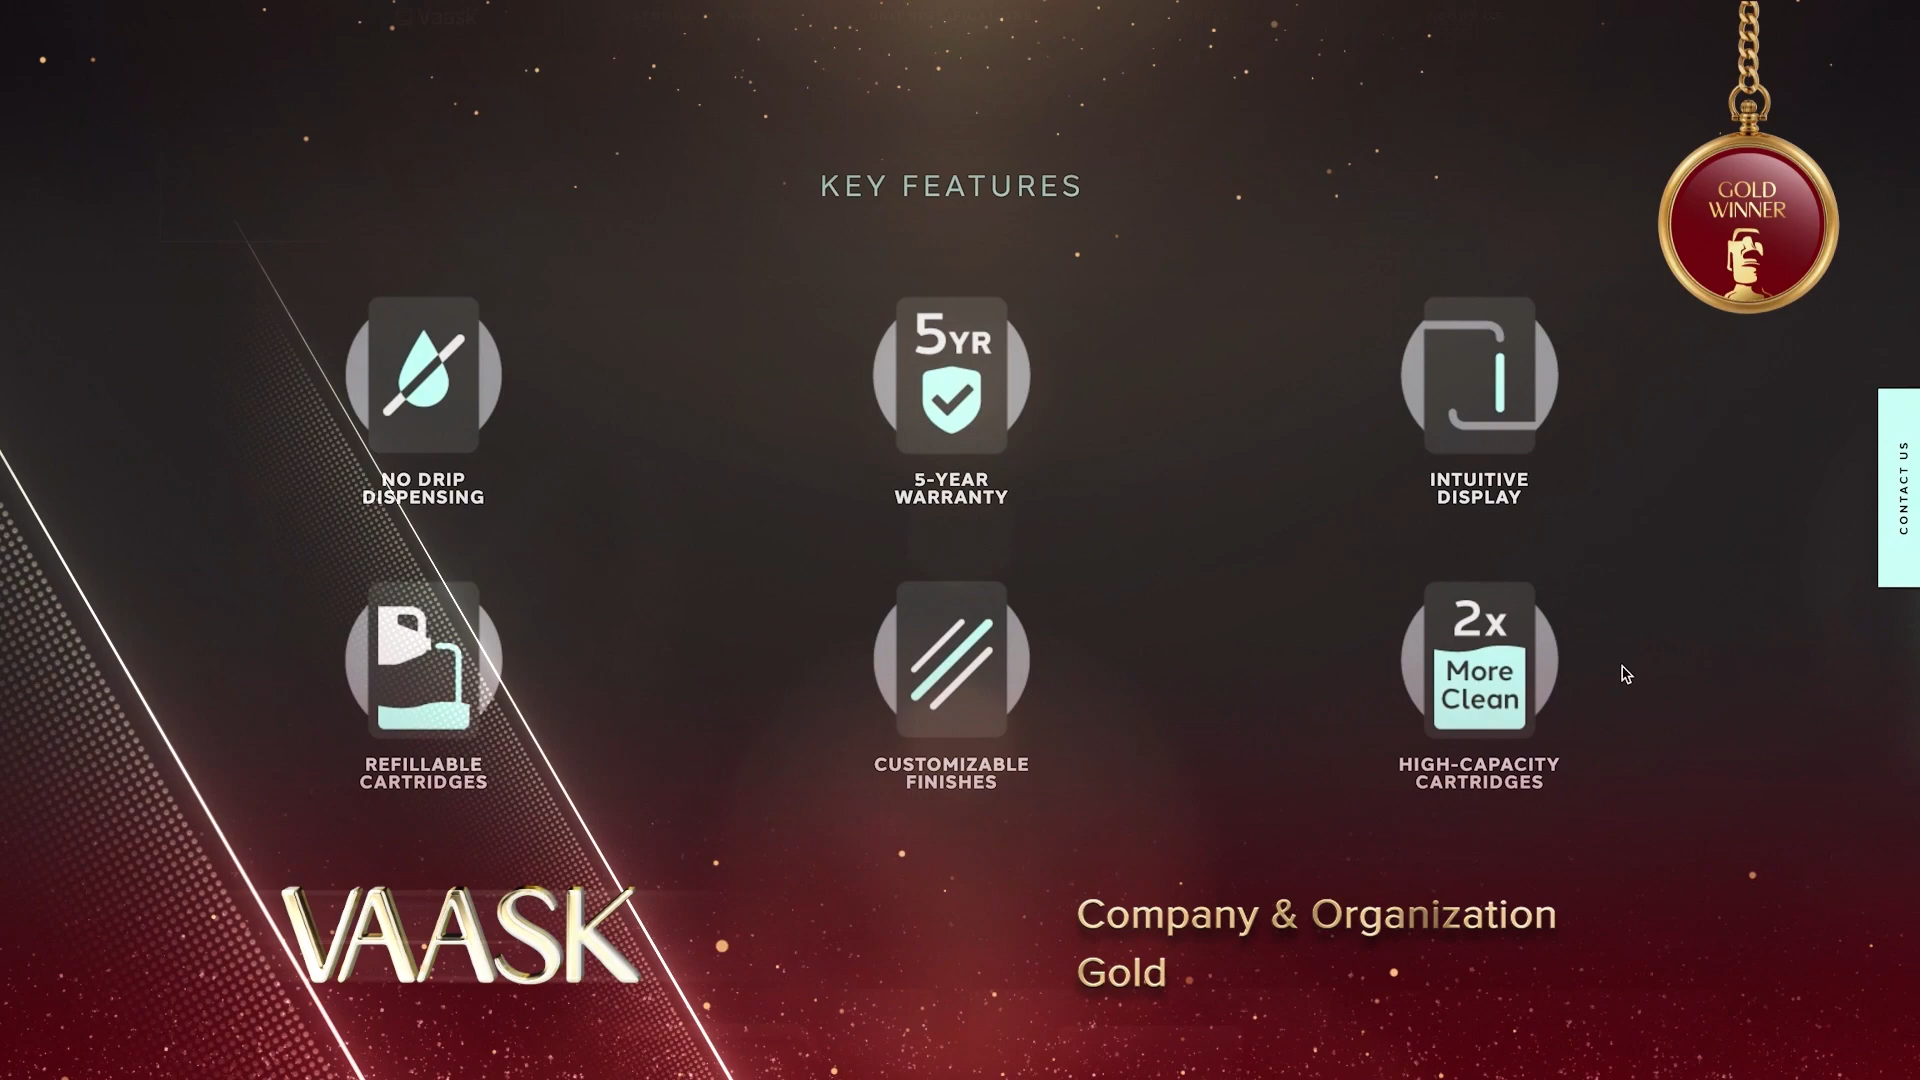 Vaask
KEY FEATURES
GOLD
WINNER
5YR
NO DRIP
DISPENSING
5-YEAR
WARRANTY
INTUITIVE
DISPLAY
CONTACT US
2x
More
Clean
REFILLABLE
CARTRIDGES
CUSTOMIZABLE
FINISHES
HIGH-CAPACITY
CARTRIDGES
VAASK
Company & Organization
Gold